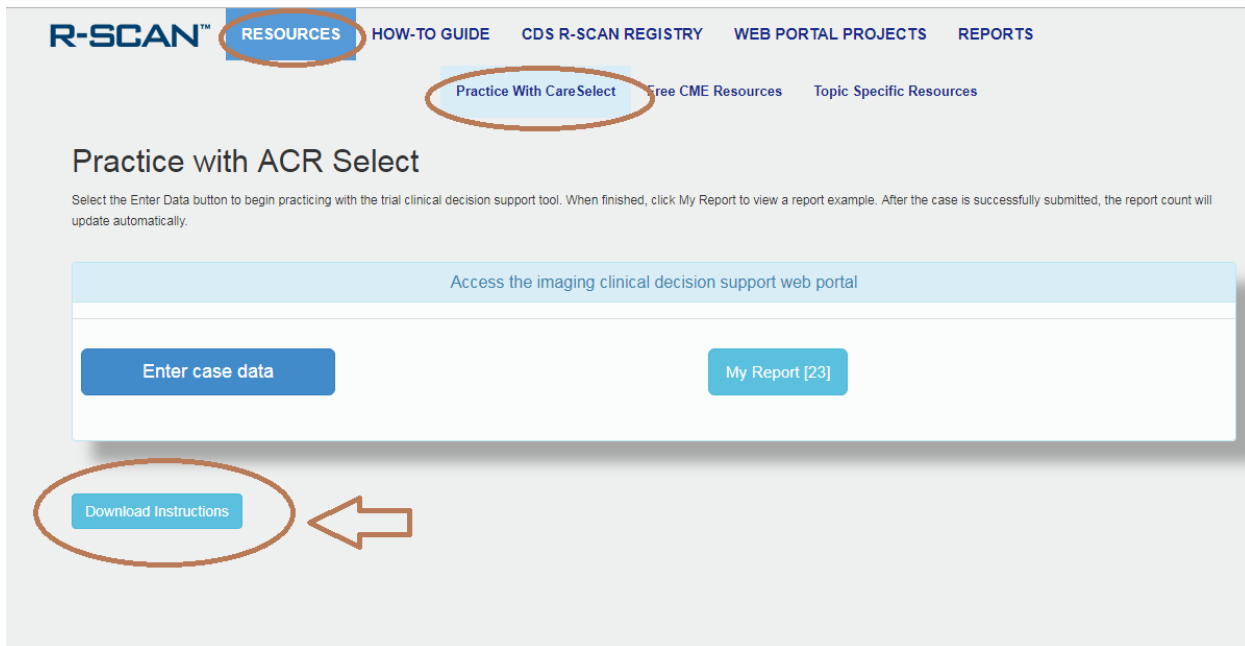 R-SCAN™ RESOURCES HOW-TO GUIDE CDS R-SCAN REGISTRY WEB PORTAL PROJECTS REPORTS
Practice With CareSelect Free CME Resources Topic Specific Resources
Practice with ACR Select
Select the Enter Data button to begin practicing with the trial clinical decision support tool. When finished, click My Report to view a report example. After the case is successfully submitted, the report count will
update automatically.
Access the imaging clinical decision support web portal
Enter case data My Report [23]
Download Instructions